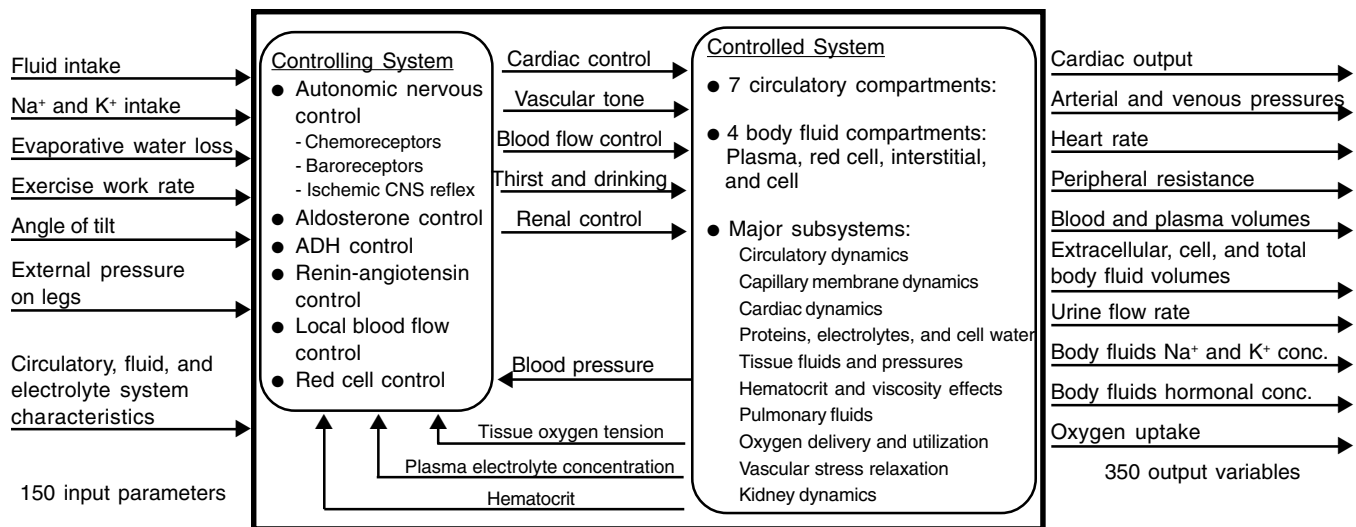 Fluid intake
Na⁺ and K⁺ intake
Evaporative water loss
Exercise work rate
Angle of tilt
External pressure
on legs
Circulatory, fluid, and
electrolyte system
characteristics
150 input parameters
Controlling System
● Autonomic nervous
control
- Chemoreceptors
- Baroreceptors
- Ischemic CNS reflex
● Aldosterone control
● ADH control
● Renin-angiotensin
control
● Local blood flow
control
● Red cell control
Cardiac control
Vascular tone
Blood flow control
Thirst and drinking
Renal control
Blood pressure
Tissue oxygen tension
Plasma electrolyte concentration
Hematocrit
Controlled System
● 7 circulatory compartments:
● 4 body fluid compartments:
Plasma, red cell, interstitial,
and cell
● Major subsystems:
Circulatory dynamics
Capillary membrane dynamics
Cardiac dynamics
Proteins, electrolytes, and cell water
Tissue fluids and pressures
Hematocrit and viscosity effects
Pulmonary fluids
Oxygen delivery and utilization
Vascular stress relaxation
Kidney dynamics
Cardiac output
Arterial and venous pressures
Heart rate
Peripheral resistance
Blood and plasma volumes
Extracellular, cell, and total
body fluid volumes
Urine flow rate
Body fluids Na⁺ and K⁺ conc.
Body fluids hormonal conc.
Oxygen uptake
350 output variables